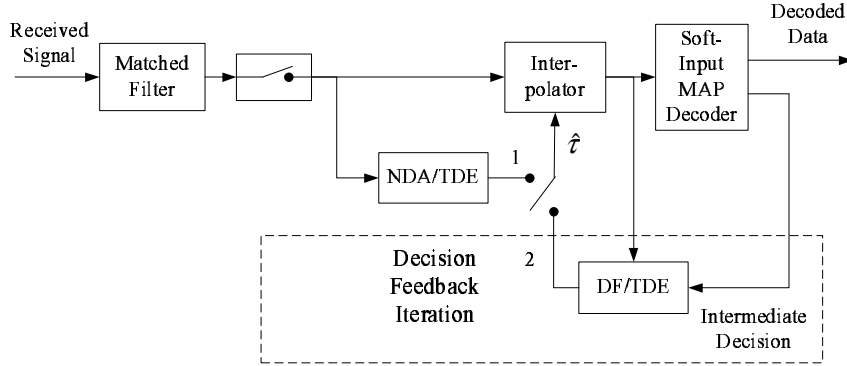 Received
Signal
Matched
Filter
Inter-
polator
Soft-
Input
MAP
Decoder
Decoded
Data
NDA/TDE
1
τ̂
2
Decision
Feedback
Iteration
DF/TDE
Intermediate
Decision